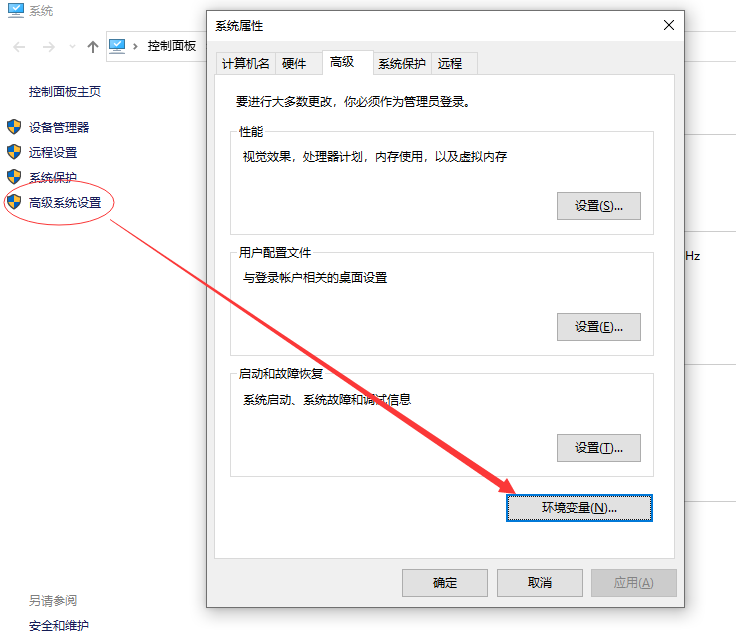 系统
控制面板
控制面板主页
设备管理器
远程设置
系统保护
高级系统设置
另请参阅
安全和维护
Hz
系统属性
计算机名
硬件
高级
系统保护
远程
要进行大多数更改，你必须作为管理员登录。
性能
视觉效果，处理器计划，内存使用，以及虚拟内存
设置(S)...
用户配置文件
与登录帐户相关的桌面设置
设置(E)...
启动和故障恢复
系统启动、系统故障和调试信息
设置(T)...
环境变量(N)...
确定
取消
应用(A)